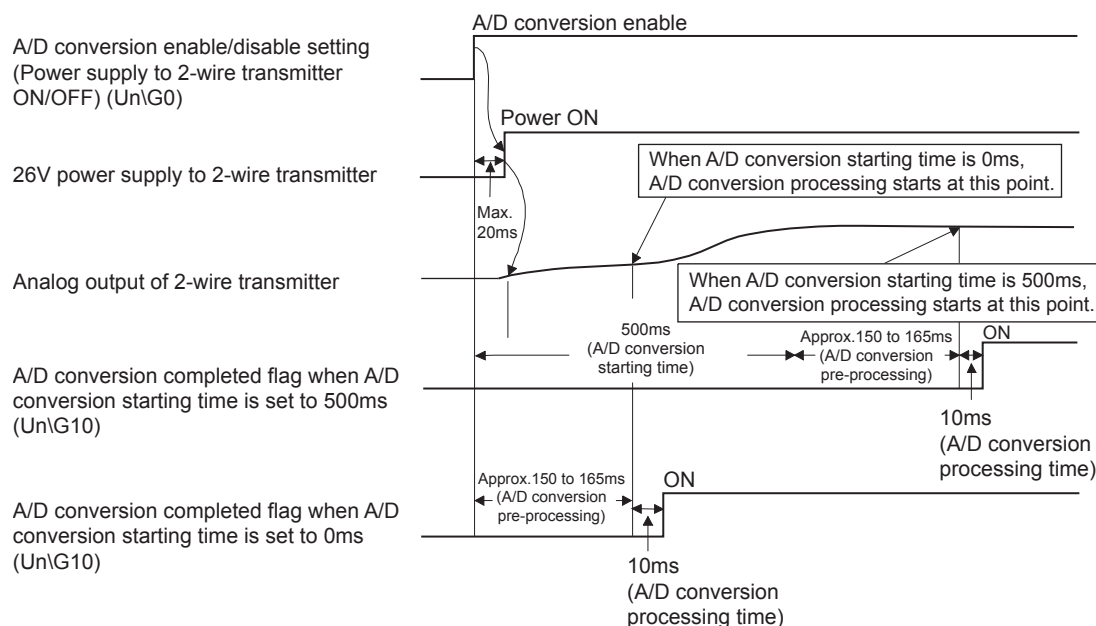 A/D conversion enable
A/D conversion enable/disable setting
(Power supply to 2-wire transmitter
ON/OFF) (Un\G0)
Power ON
26V power supply to 2-wire transmitter
When A/D conversion starting time is 0ms,
A/D conversion processing starts at this point.
Max.
20ms
Analog output of 2-wire transmitter
When A/D conversion starting time is 500ms,
A/D conversion processing starts at this point.
500ms
(A/D conversion
starting time)
Approx.150 to 165ms
(A/D conversion
pre-processing)
ON
A/D conversion completed flag when A/D
conversion starting time is set to 500ms
(Un\G10)
10ms
(A/D conversion
processing time)
Approx.150 to 165ms
(A/D conversion
pre-processing)
ON
A/D conversion completed flag when A/D
conversion starting time is set to 0ms
(Un\G10)
10ms
(A/D conversion
processing time)